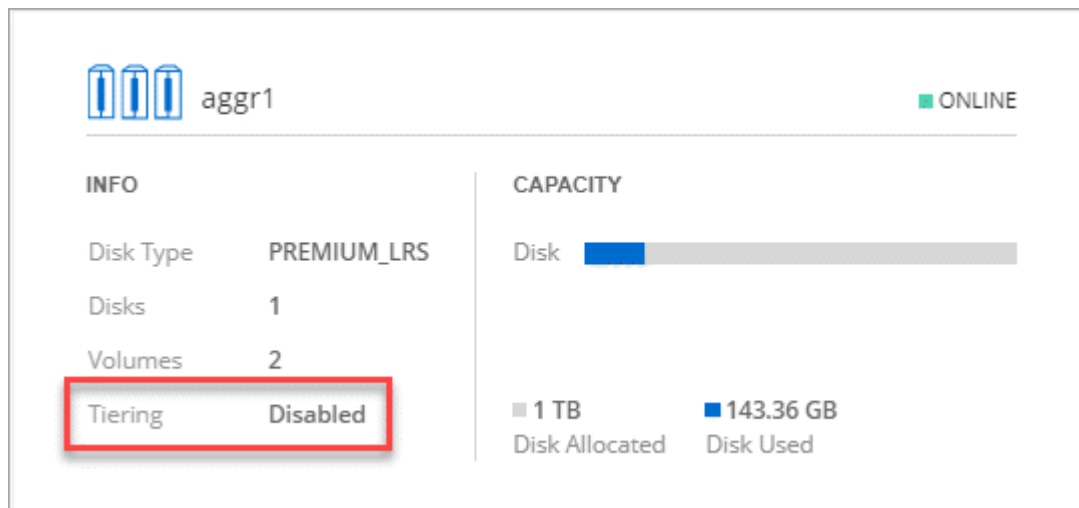 aggr1
ONLINE
INFO
Disk Type PREMIUM_LRS
Disks 1
Volumes 2
Tiering Disabled
CAPACITY
Disk
1 TB
Disk Allocated
143.36 GB
Disk Used